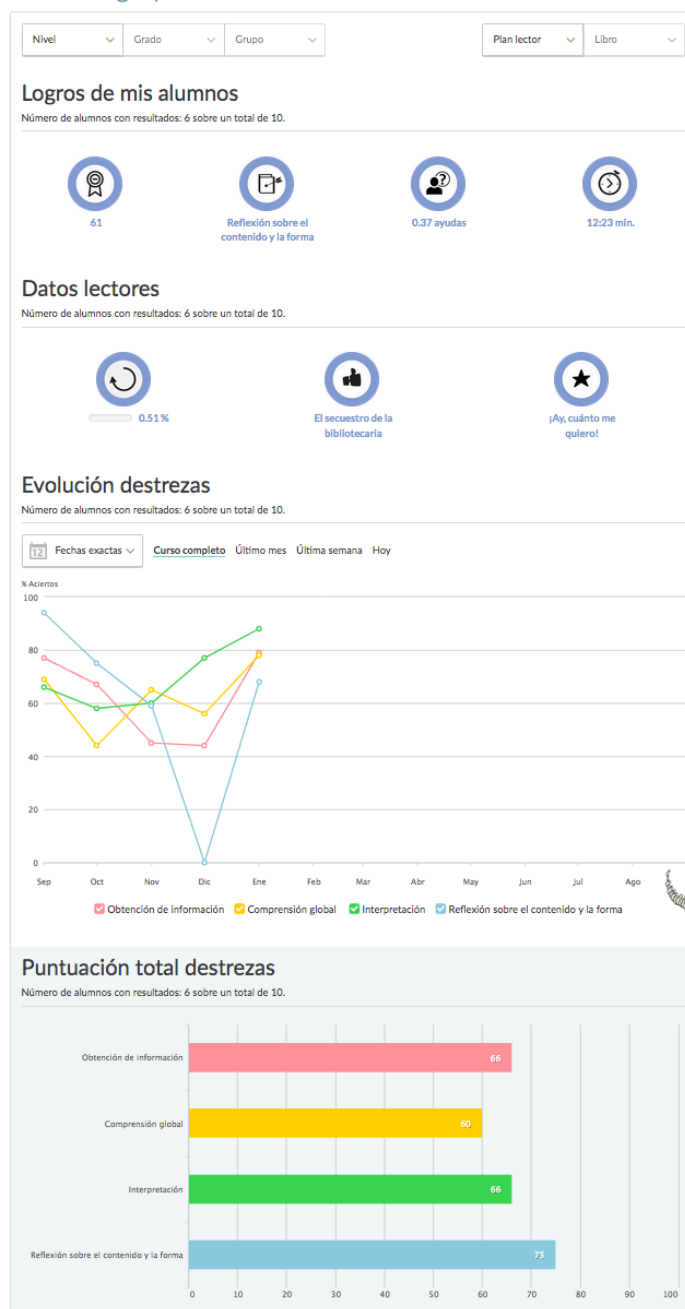 Nivel Grado Grupo Plan lector Libro
Logros de mis alumnos
Número de alumnos con resultados: 6 sobre un total de 10.
61
Reflexión sobre el
contenido y la forma
0.37 ayudas
12:23 min.
Datos lectores
Número de alumnos con resultados: 6 sobre un total de 10.
0.51 %
El secuestro de la
bibliotecaria
¡Ay, cuánto me
quiero!
Evolución destrezas
Número de alumnos con resultados: 6 sobre un total de 10.
12 Fechas exactas Curso completo Último mes Última semana Hoy
% Aciertos
100
80
60
40
20
0
Sep Oct Nov Dic Ene Feb Mar Abr May Jun Jul Ago
Obtención de información Comprensión global Interpretación Reflexión sobre el contenido y la forma
Puntuación total destrezas
Número de alumnos con resultados: 6 sobre un total de 10.
Obtención de información 66
Comprensión global 60
Interpretación 66
Reflexión sobre el contenido y la forma 75
0 10 20 30 40 50 60 70 80 90 100